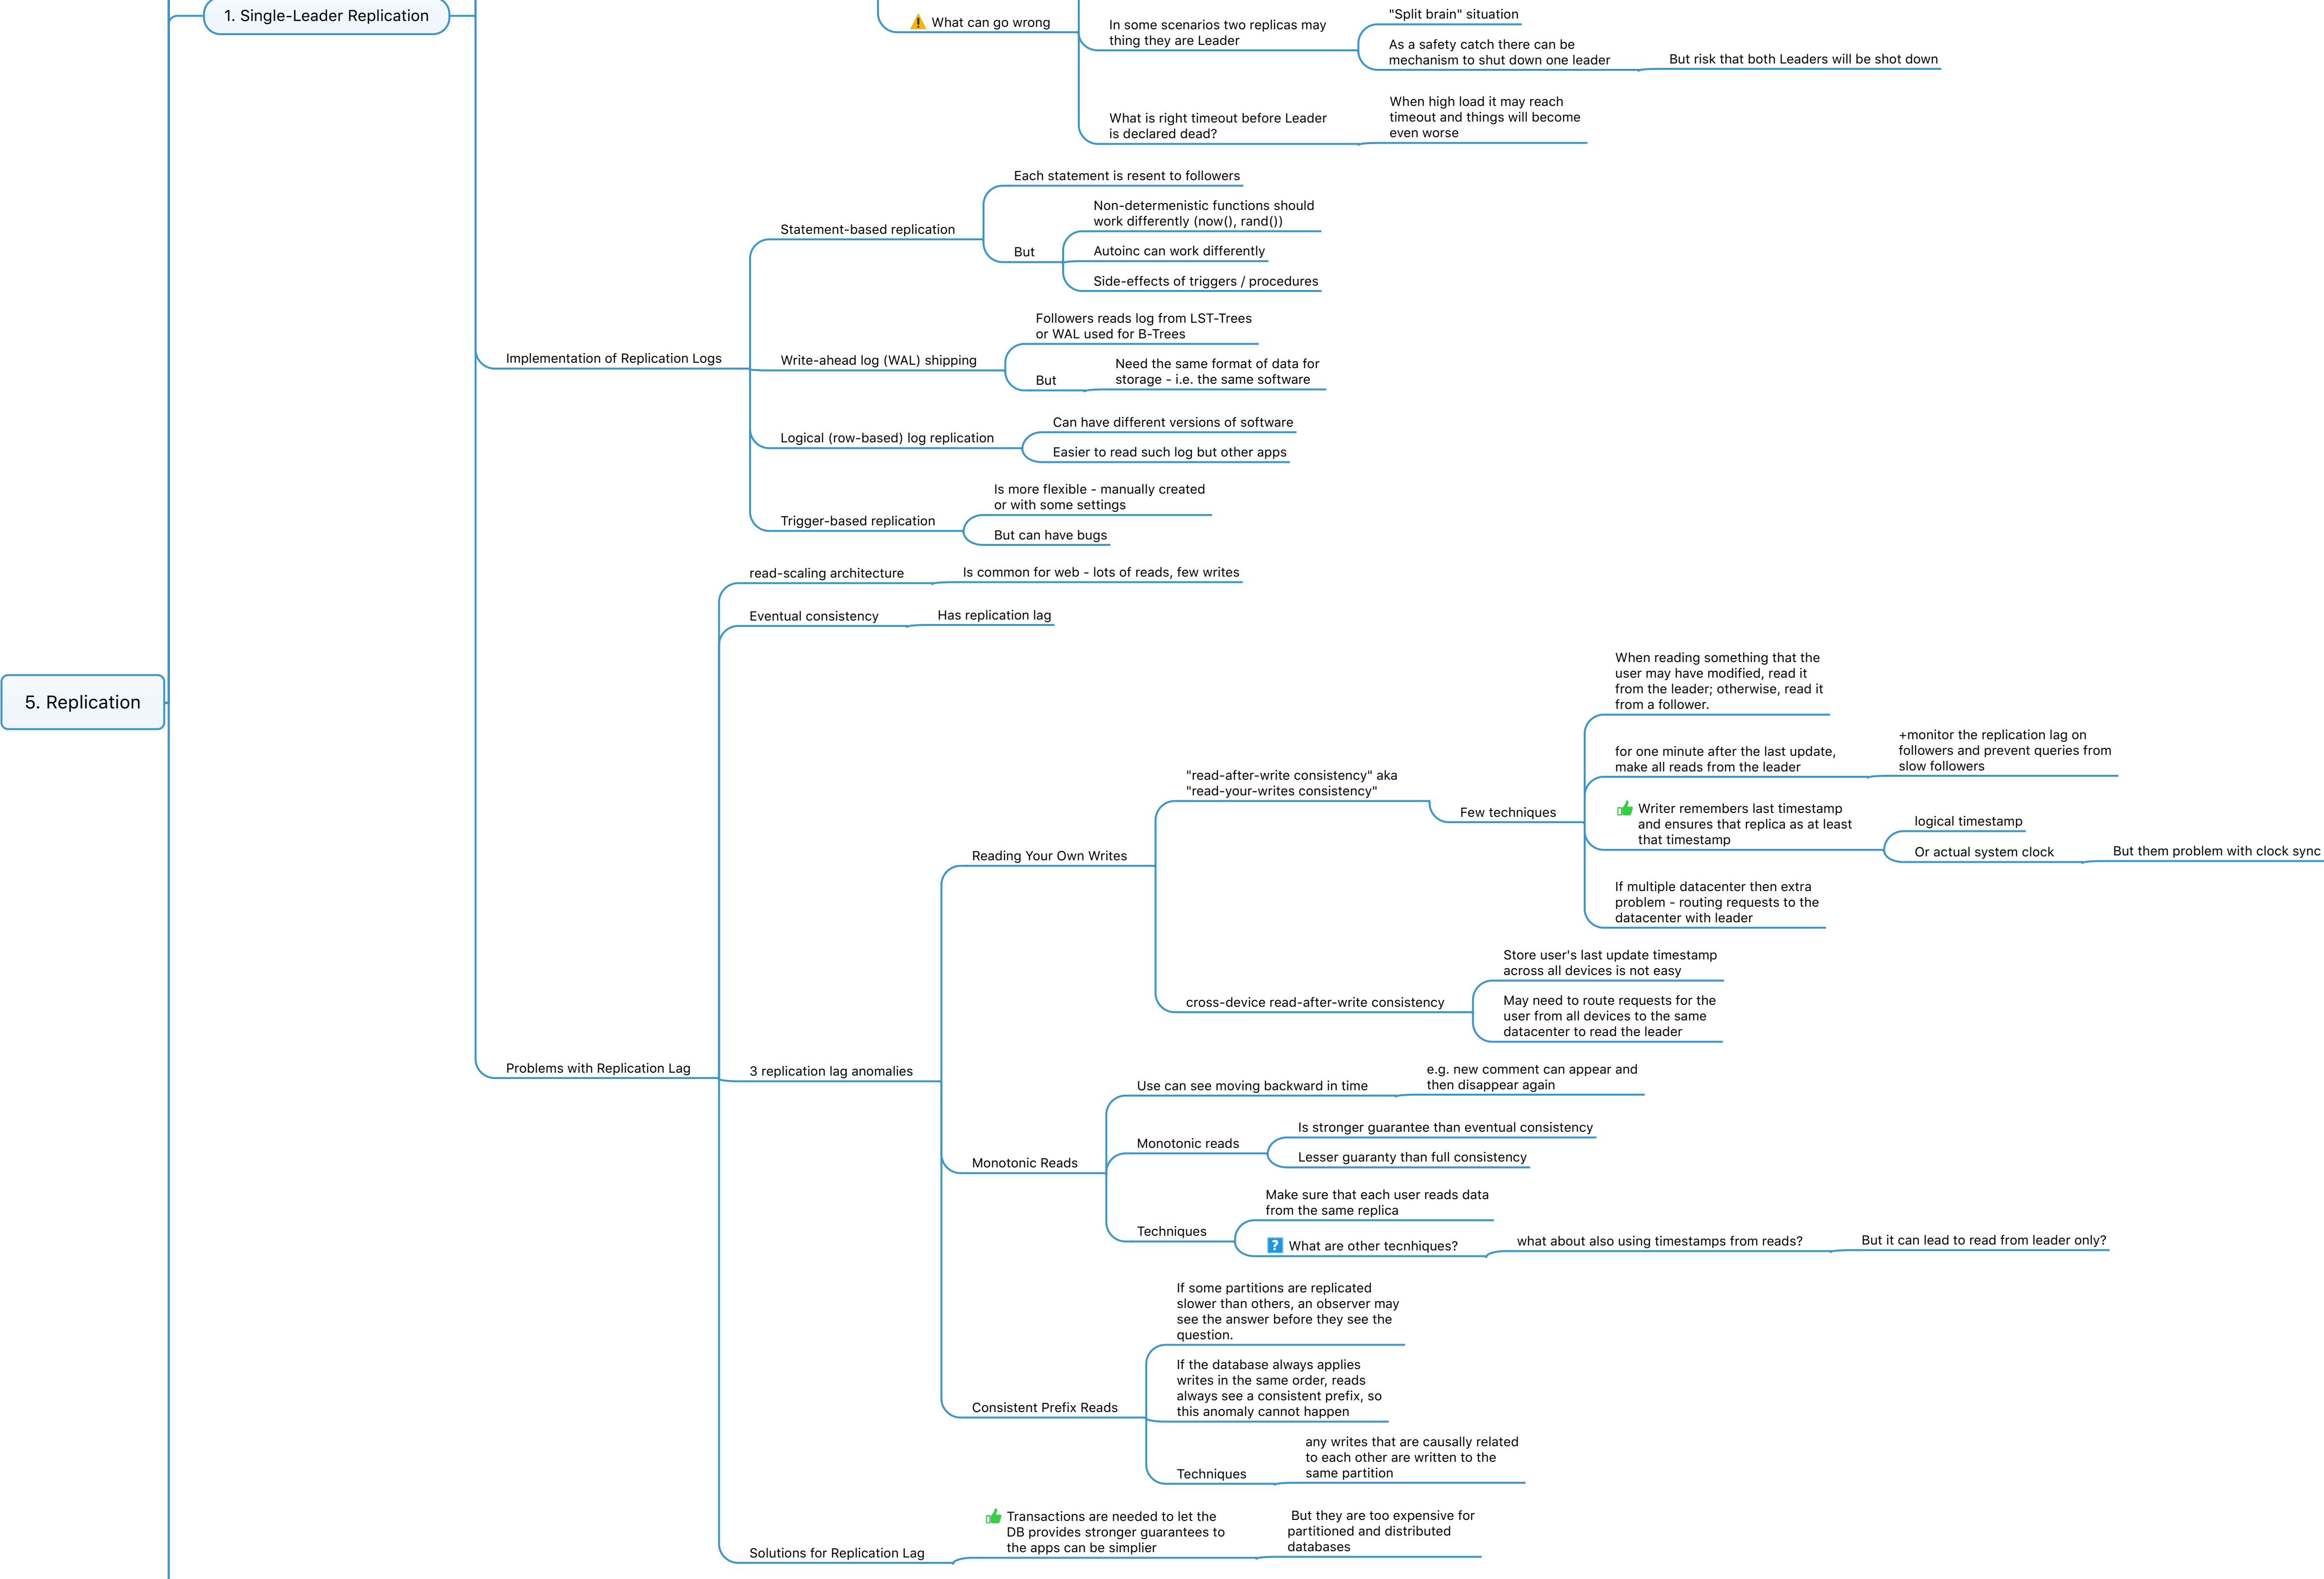 1. Single-Leader Replication
What can go wrong
In some scenarios two replicas may
thing they are Leader
"Split brain" situation
As a safety catch there can be
mechanism to shut down one leader
But risk that both Leaders will be shot down
What is right timeout before Leader
is declared dead?
When high load it may reach
timeout and things will become
even worse
Implementation of Replication Logs
Statement-based replication
Each statement is resent to followers
But
Non-determenistic functions should
work differently (now(), rand())
Autoinc can work differently
Side-effects of triggers / procedures
Write-ahead log (WAL) shipping
Followers reads log from LST-Trees
or WAL used for B-Trees
But
Need the same format of data for
storage - i.e. the same software
Logical (row-based) log replication
Can have different versions of software
Easier to read such log but other apps
Trigger-based replication
Is more flexible - manually created
or with some settings
But can have bugs
5. Replication
Problems with Replication Lag
read-scaling architecture
Is common for web - lots of reads, few writes
Eventual consistency
Has replication lag
3 replication lag anomalies
Reading Your Own Writes
"read-after-write consistency" aka
"read-your-writes consistency"
Few techniques
When reading something that the
user may have modified, read it
from the leader; otherwise, read it
from a follower.
for one minute after the last update,
make all reads from the leader
+monitor the replication lag on
followers and prevent queries from
slow followers
Writer remembers last timestamp
and ensures that replica as at least
that timestamp
logical timestamp
Or actual system clock
But them problem with clock sync
If multiple datacenter then extra
problem - routing requests to the
datacenter with leader
cross-device read-after-write consistency
Store user's last update timestamp
across all devices is not easy
May need to route requests for the
user from all devices to the same
datacenter to read the leader
Monotonic Reads
Use can see moving backward in time
e.g. new comment can appear and
then disappear again
Monotonic reads
Is stronger guarantee than eventual consistency
Lesser guaranty than full consistency
Techniques
Make sure that each user reads data
from the same replica
What are other tecnhiques?
what about also using timestamps from reads?
But it can lead to read from leader only?
Consistent Prefix Reads
If some partitions are replicated
slower than others, an observer may
see the answer before they see the
question.
If the database always applies
writes in the same order, reads
always see a consistent prefix, so
this anomaly cannot happen
Techniques
any writes that are causally related
to each other are written to the
same partition
Solutions for Replication Lag
Transactions are needed to let the
DB provides stronger guarantees to
the apps can be simplier
But they are too expensive for
partitioned and distributed
databases